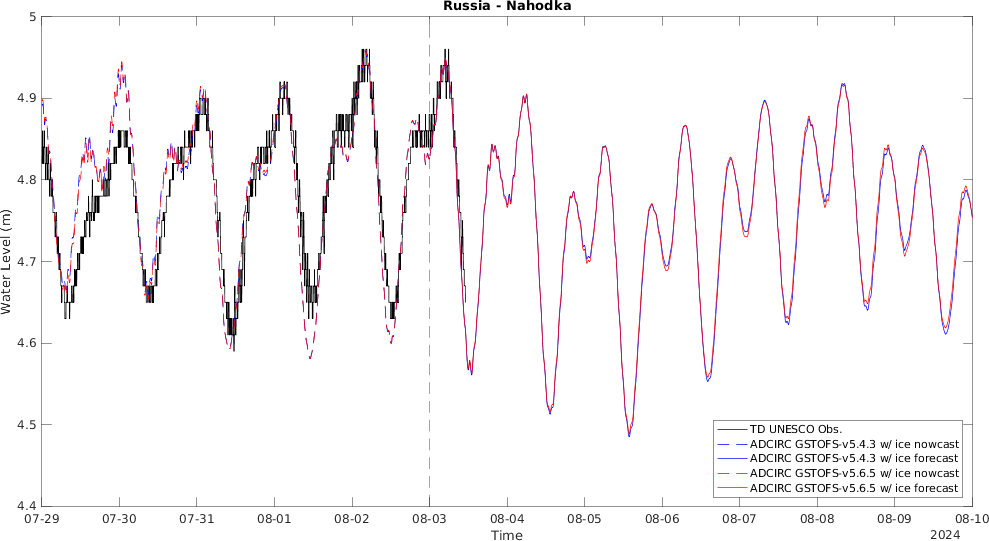 Russia - Nahodka
5
4.9
4.8
4.7
4.6
4.5
4.4
Water Level (m)
TD UNESCO Obs.
ADCIRC GSTOFS-v5.4.3 w/ ice nowcast
ADCIRC GSTOFS-v5.4.3 w/ ice forecast
ADCIRC GSTOFS-v5.6.5 w/ ice nowcast
ADCIRC GSTOFS-v5.6.5 w/ ice forecast
07-29 07-30 07-31 08-01 08-02 08-03 08-04 08-05 08-06 08-07 08-08 08-09 08-10
Time
2024